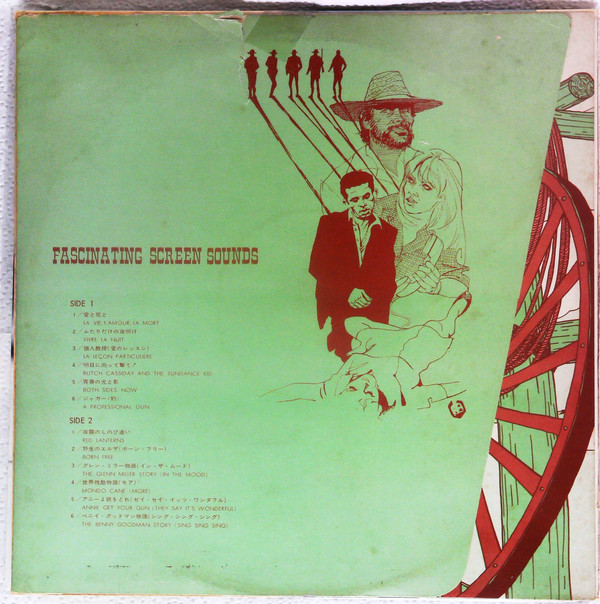 FASCINATING SCREEN SOUNDS
SIDE 1
1／愛と死と
LA VIE, L'AMOUR, LA MORT
2／ふたりだけの夜明け
VIVRE LA NUIT
3／個人教授(愛のレッスン)
LA LEÇON PARTICULIERE
4／明日に向って撃て！
BUTCH CASSIDAY AND THE SUNDANCE KID
5／青春の光と影
BOTH SIDES NOW
6／ジャガー(豹)
A PROFESSIONAL GUN
SIDE 2
1／夜霧のしのび逢い
RED LANTERNS
2／野生のエルザ(ボーン・フリー)
BORN FREE
3／グレン・ミラー物語(イン・ザ・ムード)
THE GLENN MILLER STORY (IN THE MOOD)
4／世界残酷物語(モア)
MONDO CANE (MORE)
5／アニーよ銃をとれ(ゼイ・セイ・イッツ・ワンダフル)
ANNIE GET YOUR GUN (THEY SAY IT'S WONDERFUL)
6／ベニイ・グッドマン物語(シング・シング・シング)
THE BENNY GOODMAN STORY (SING SING SING)